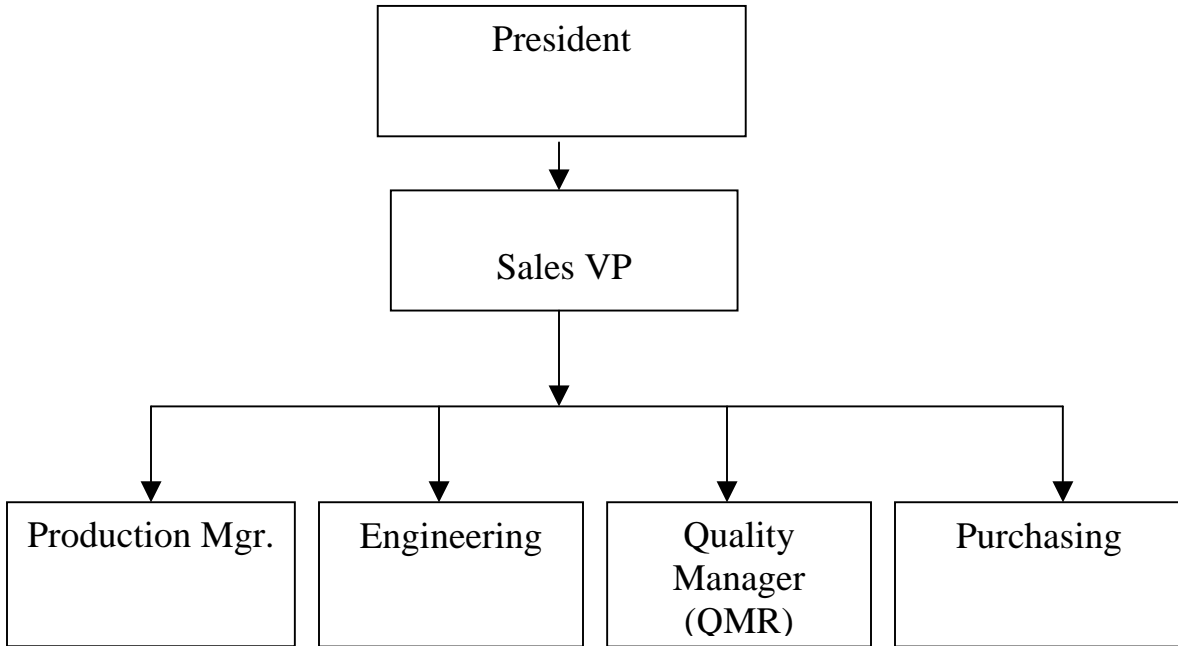 President
Sales VP
Production Mgr.
Engineering
Quality
Manager
(QMR)
Purchasing